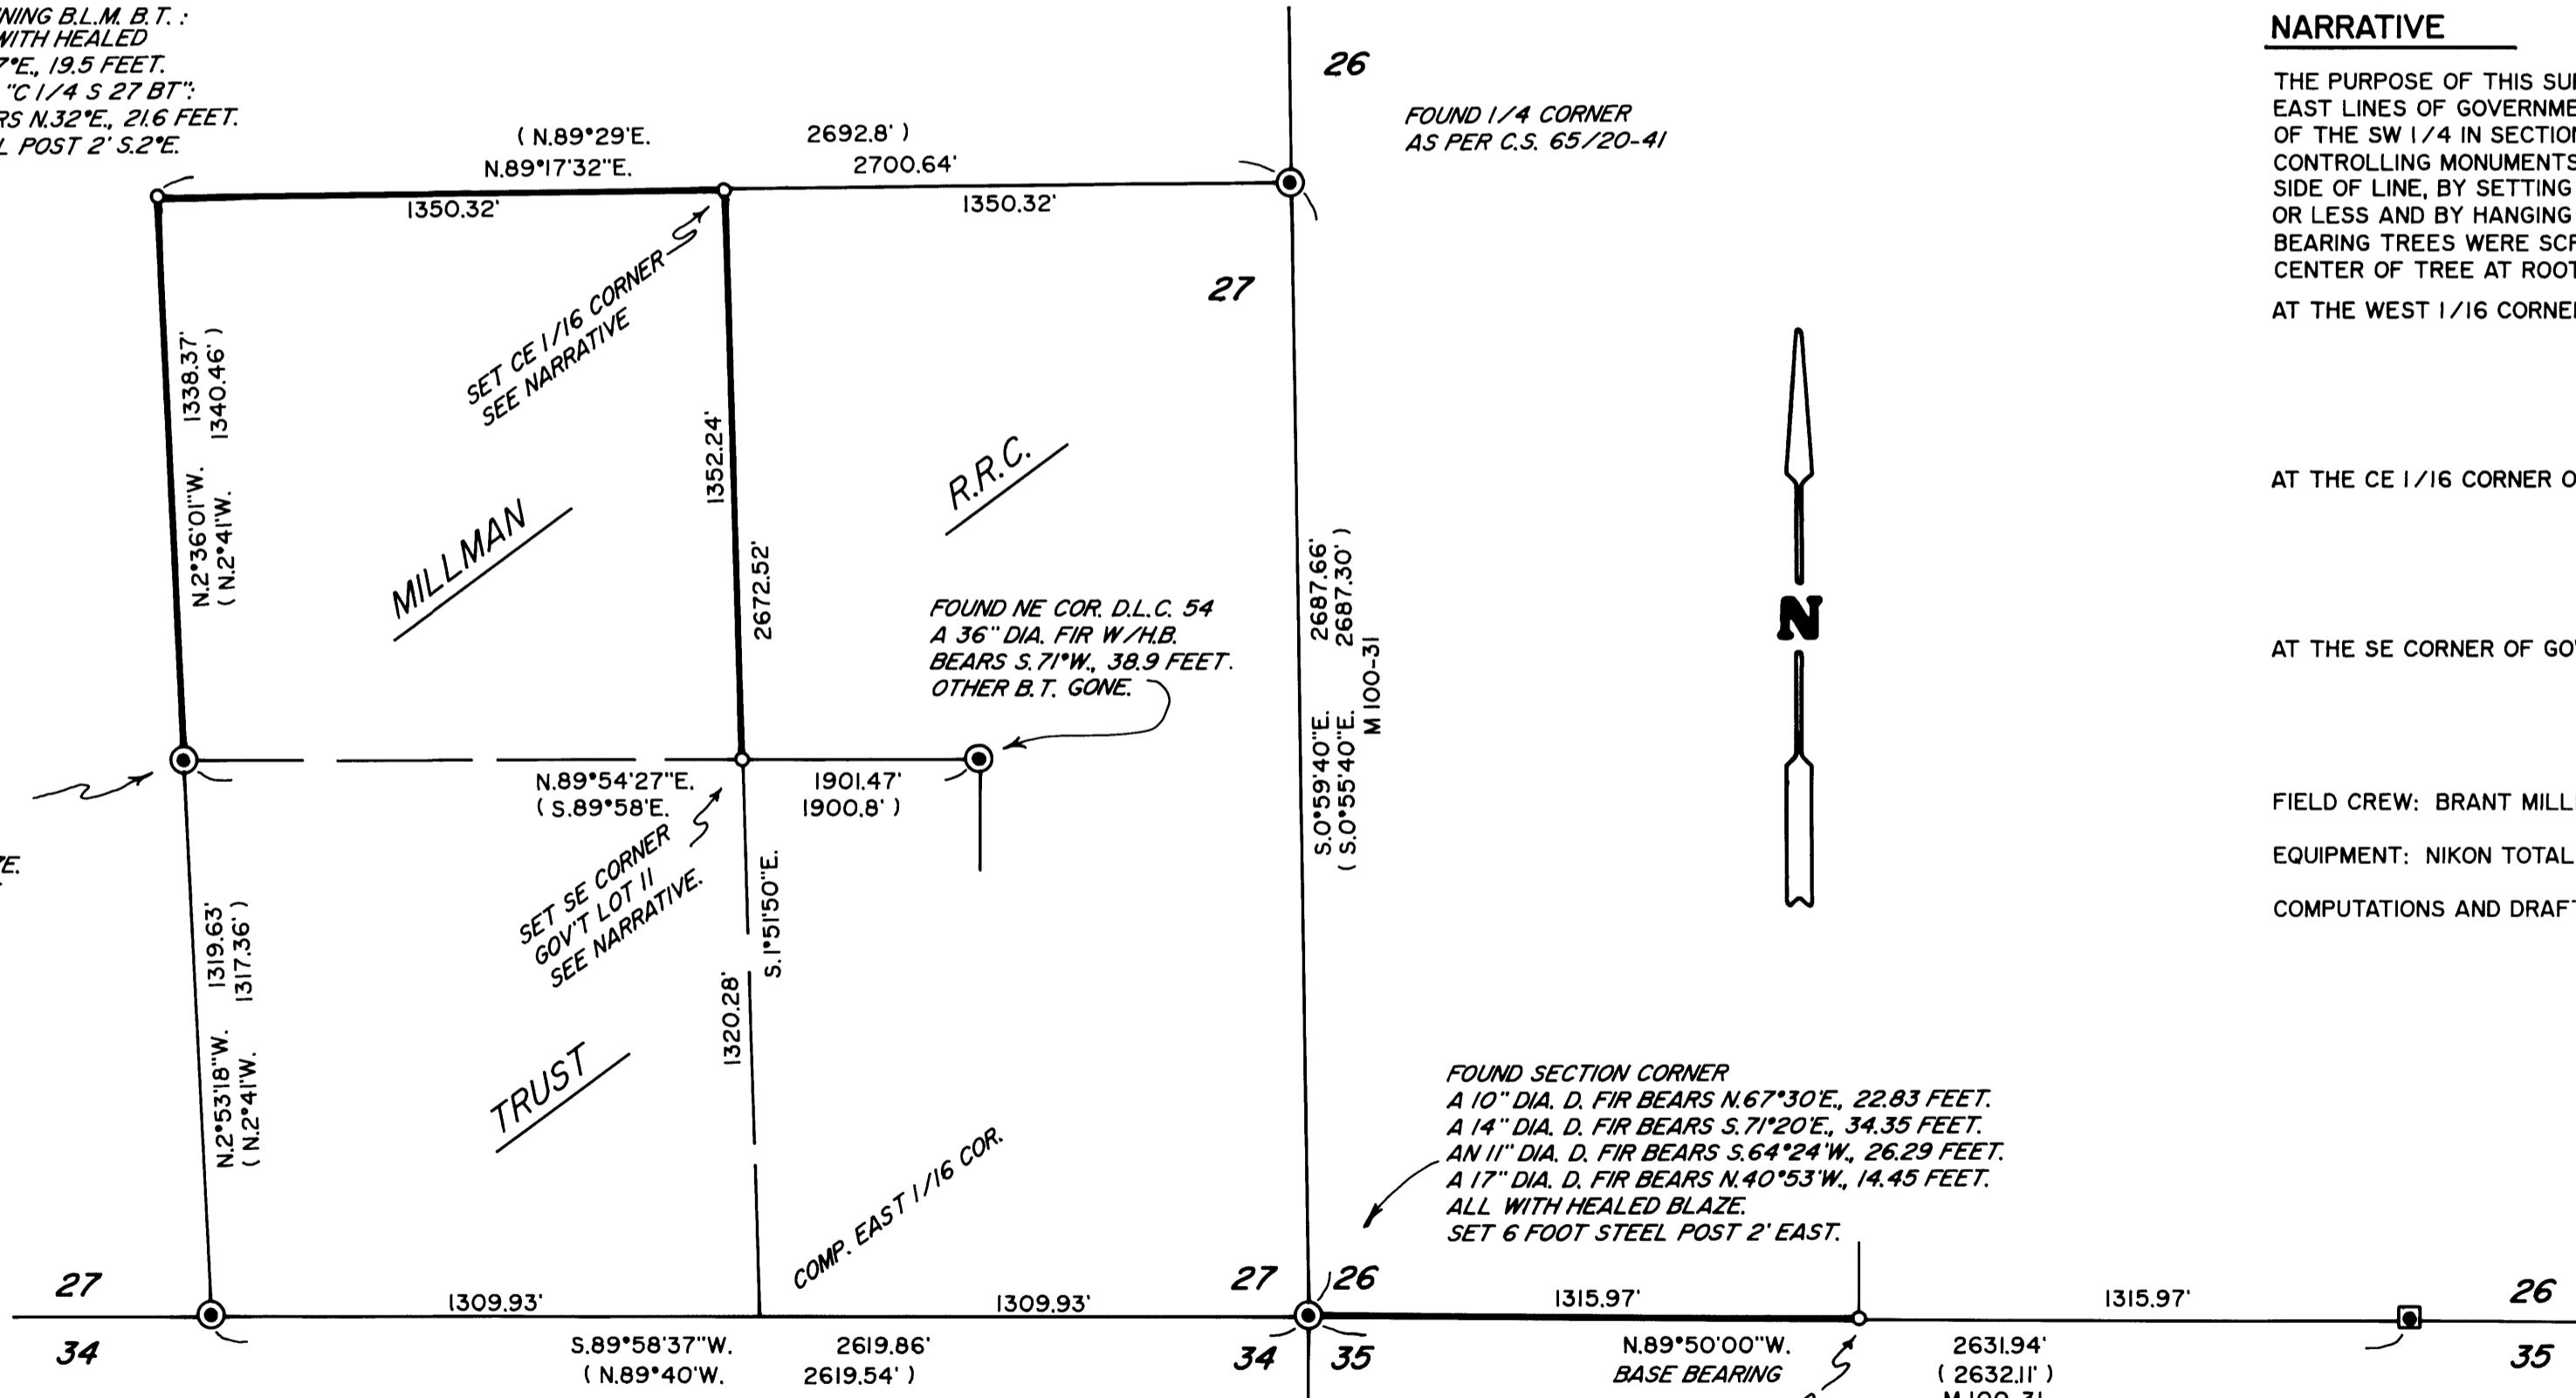 NING B.L.M. B.T. :
WITH HEALED
7°E., 19.5 FEET.
"C 1/4 S 27 BT":
RS N.32°E., 21.6 FEET.
L POST 2' S.2°E.
( N.89°29'E. 2692.8' )
N.89°17'32"E. 2700.64'
1350.32'
1350.32'
26
FOUND 1/4 CORNER
AS PER C.S. 65/20-41
27
SET CE 1/16 CORNER
SEE NARRATIVE
N.2°36'01"W. 1338.37'
( N.2°41'W. 1340.46' )
1352.24'
2672.52'
MILLMAN
R.R.C.
FOUND NE COR. D.L.C. 54
A 36" DIA. FIR W/H.B.
BEARS S.71°W., 38.9 FEET.
OTHER B.T. GONE.
S.0°59'40"E. 2687.66'
( S.0°55'40"E. 2687.30' )
M 100-31
N
N.89°54'27"E. 1901.47'
( S.89°58'E. 1900.8' )
SET SE CORNER
GOV'T LOT 11
SEE NARRATIVE.
S.1°51'50"E.
1320.28'
E.
N.2°53'18"W. 1319.63'
( N.2°41'W. 1317.36' )
TRUST
COMP. EAST 1/16 COR.
FOUND SECTION CORNER
A 10" DIA. D. FIR BEARS N.67°30'E., 22.83 FEET.
A 14" DIA. D. FIR BEARS S.71°20'E., 34.35 FEET.
AN 11" DIA. D. FIR BEARS S.64°24'W., 26.29 FEET.
A 17" DIA. D. FIR BEARS N.40°53'W., 14.45 FEET.
ALL WITH HEALED BLAZE.
SET 6 FOOT STEEL POST 2' EAST.
27
34
1309.93'
1309.93'
27 26
34 35
S.89°58'37"W. 2619.86'
( N.89°40'W. 2619.54' )
1315.97'
1315.97'
26
35
N.89°50'00"W. 2631.94'
BASE BEARING ( 2632.11' )
M 100-31
NARRATIVE
THE PURPOSE OF THIS SU
EAST LINES OF GOVERNME
OF THE SW 1/4 IN SECTION
CONTROLLING MONUMENTS
SIDE OF LINE, BY SETTING
OR LESS AND BY HANGING
BEARING TREES WERE SCR
CENTER OF TREE AT ROOT
AT THE WEST 1/16 CORNE
AT THE CE 1/16 CORNER O
AT THE SE CORNER OF GO
FIELD CREW: BRANT MILL
EQUIPMENT: NIKON TOTAL
COMPUTATIONS AND DRAFT